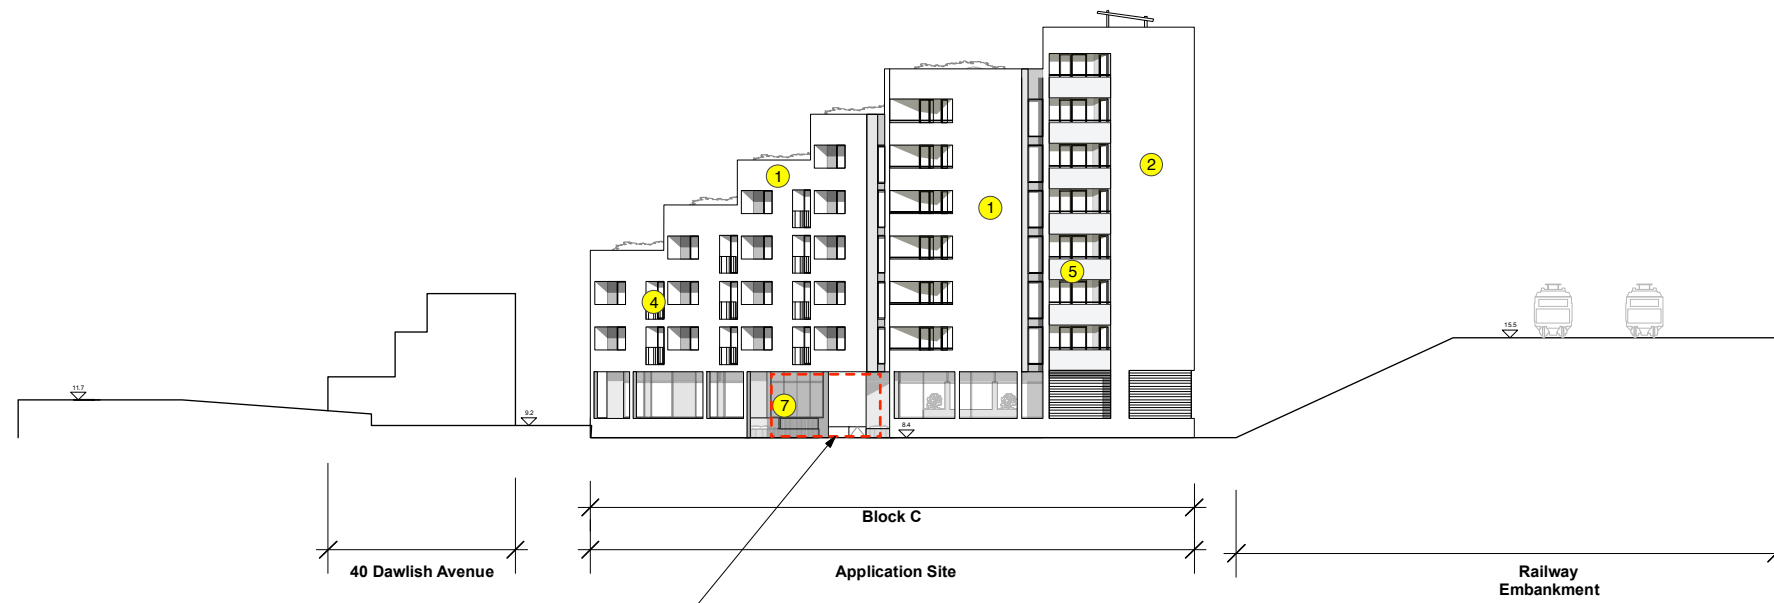 2
1
1
5
4
15.5
11.7
7
9.2
8.4
Block C
40 Dawlish Avenue
Application Site
Railway
Embankment